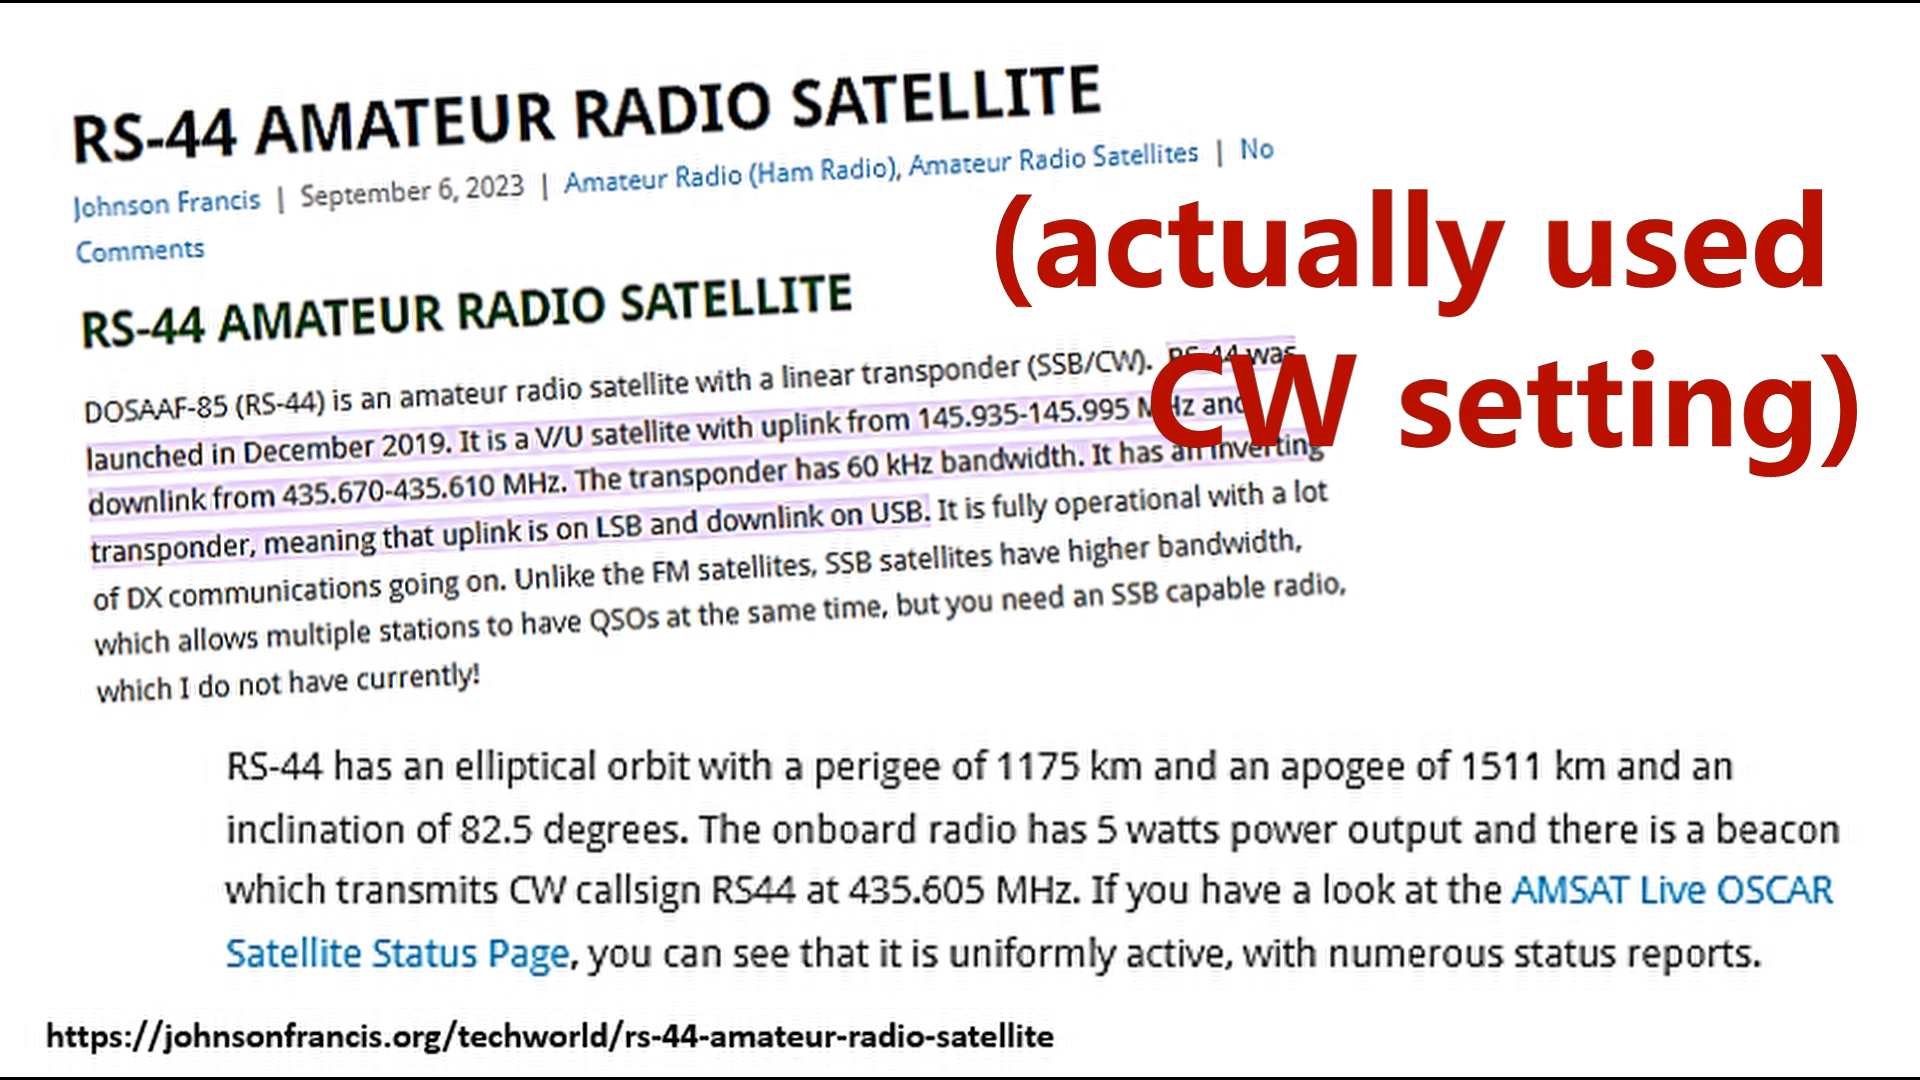 RS-44 AMATEUR RADIO SATELLITE
Johnson Francis | September 6, 2023 | Amateur Radio (Ham Radio), Amateur Radio Satellites | No
Comments
(actually used
CW setting)
RS-44 AMATEUR RADIO SATELLITE
DOSAAF-85 (RS-44) is an amateur radio satellite with a linear transponder (SSB/CW). RS-44 was
launched in December 2019. It is a V/U satellite with uplink from 145.935-145.995 MHz and
downlink from 435.670-435.610 MHz. The transponder has 60 kHz bandwidth. It has an inverting
transponder, meaning that uplink is on LSB and downlink on USB. It is fully operational with a lot
of DX communications going on. Unlike the FM satellites, SSB satellites have higher bandwidth,
which allows multiple stations to have QSOs at the same time, but you need an SSB capable radio,
which I do not have currently!
RS-44 has an elliptical orbit with a perigee of 1175 km and an apogee of 1511 km and an
inclination of 82.5 degrees. The onboard radio has 5 watts power output and there is a beacon
which transmits CW callsign RS44 at 435.605 MHz. If you have a look at the AMSAT Live OSCAR
Satellite Status Page, you can see that it is uniformly active, with numerous status reports.
https://johnsonfrancis.org/techworld/rs-44-amateur-radio-satellite